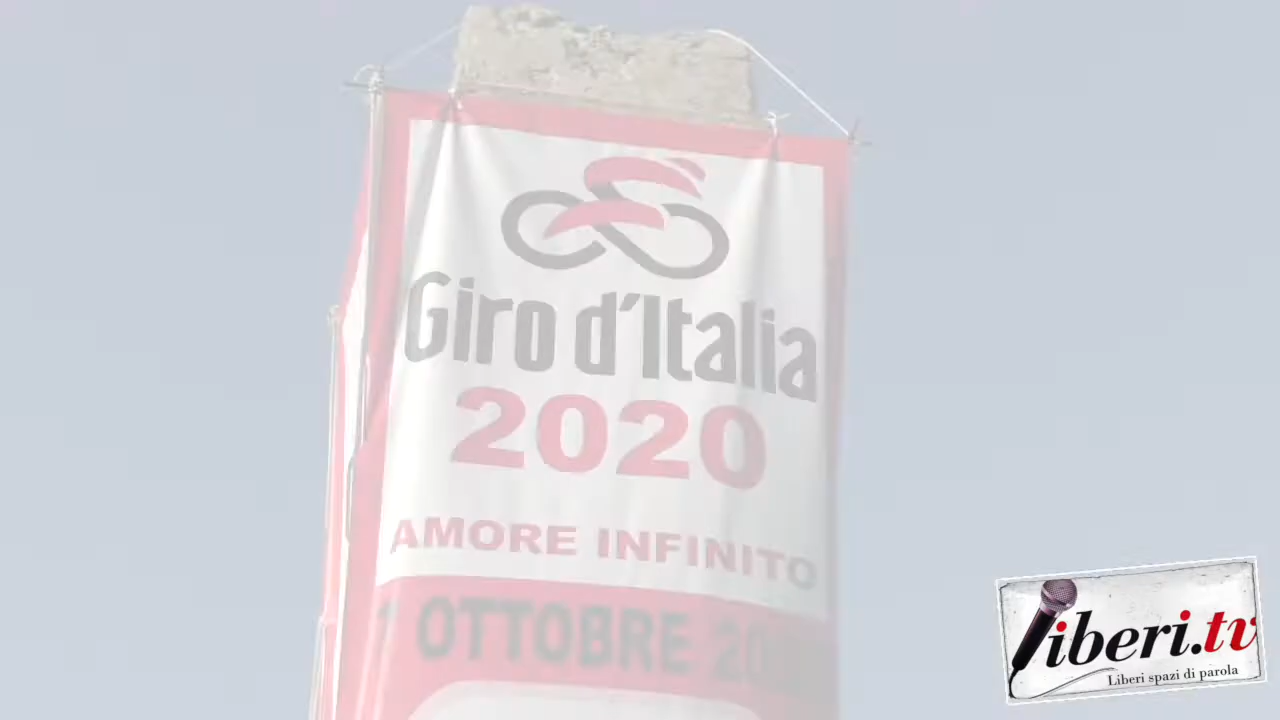 Giro d'Italia
2020
AMORE INFINITO
OTTOBRE
liberi.tv
Liberi spazi di parola